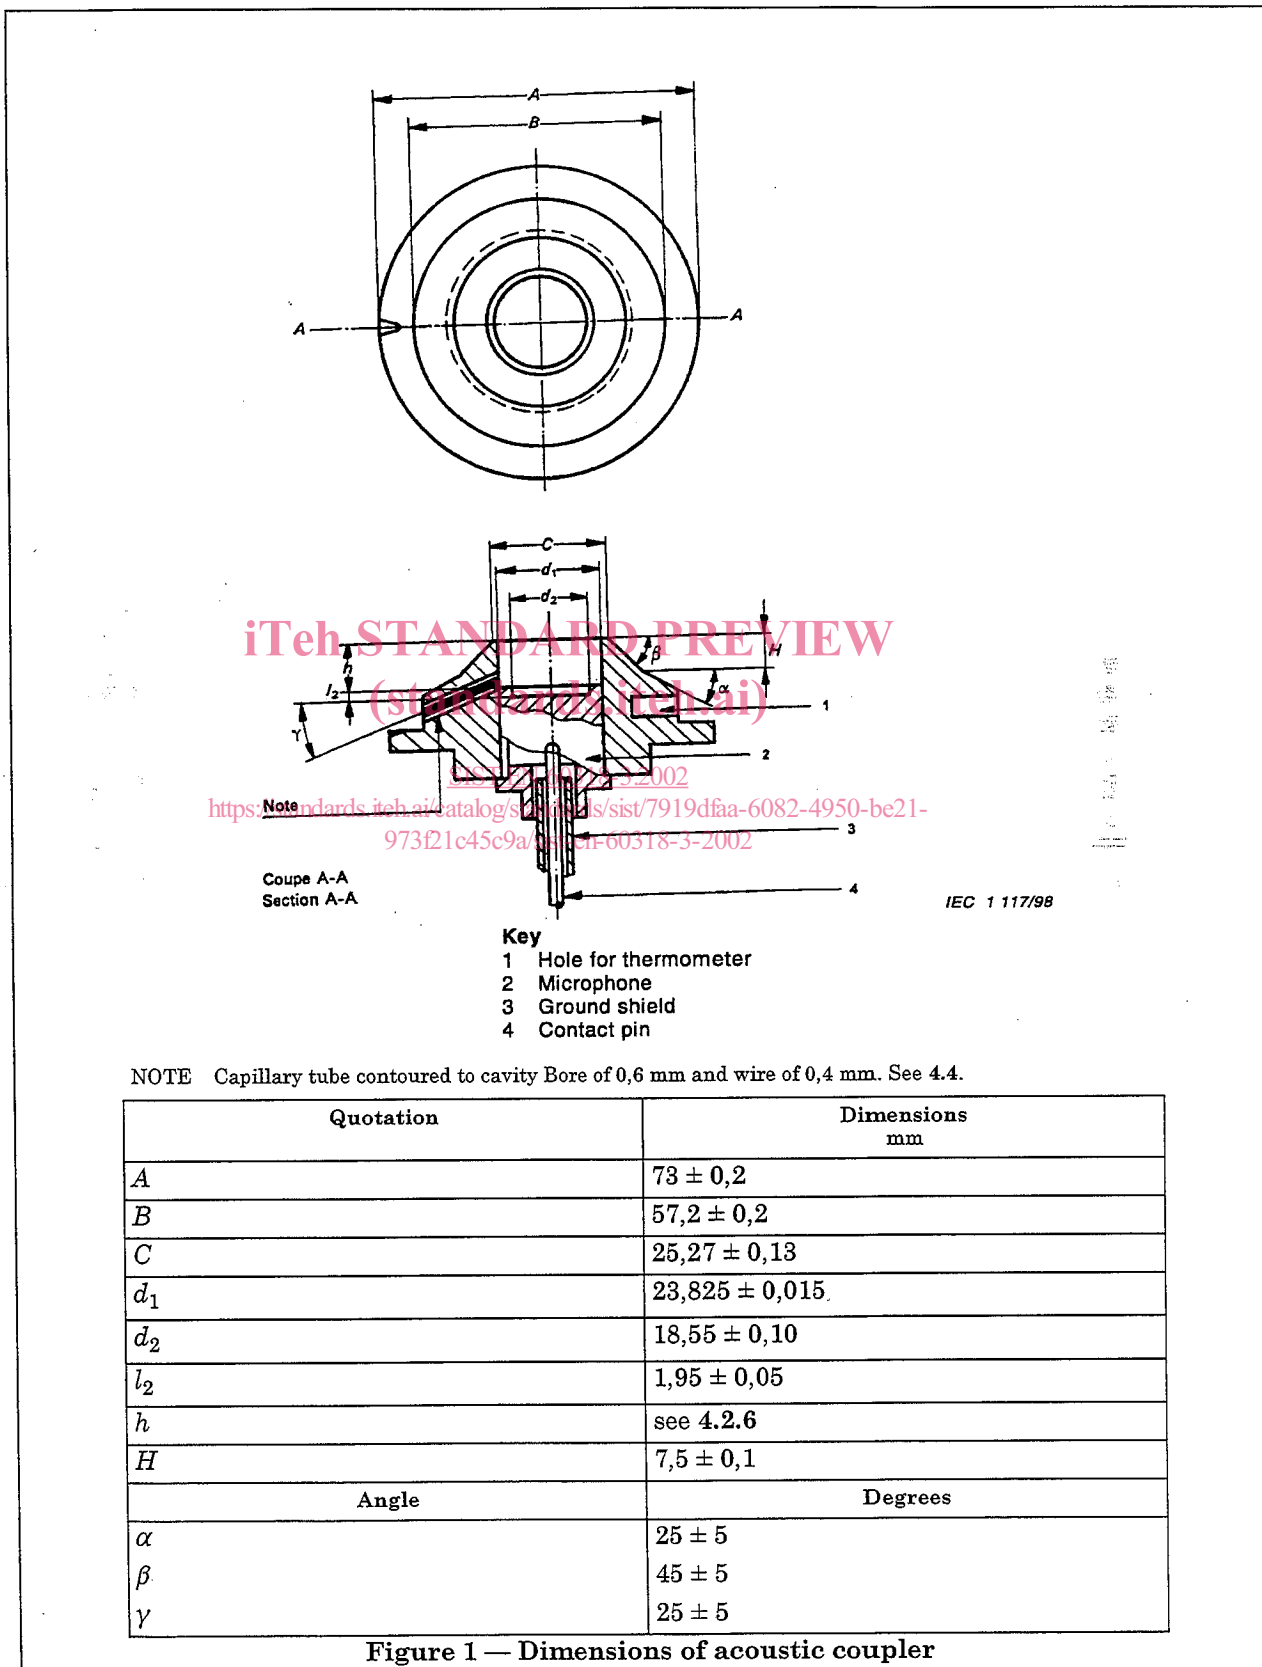 A
B
A
A
C
d₁
d₂
iTeh STANDARD PREVIEW
(standards.iteh.ai)
h
l₂
γ
β
H
α
1
2
SIST EN 60318-3:2002
https://standards.iteh.ai/catalog/standards/sist/7919dfaa-6082-4950-be21-
973f21c45c9a/sist-en-60318-3-2002
Note
3
4
Coupe A-A
Section A-A
IEC 1 117/98
Key
1 Hole for thermometer
2 Microphone
3 Ground shield
4 Contact pin
NOTE Capillary tube contoured to cavity Bore of 0,6 mm and wire of 0,4 mm. See 4.4.
Quotation Dimensions
mm
A 73 ± 0,2
B 57,2 ± 0,2
C 25,27 ± 0,13
d₁ 23,825 ± 0,015
d₂ 18,55 ± 0,10
l₂ 1,95 ± 0,05
h see 4.2.6
H 7,5 ± 0,1
Angle Degrees
α 25 ± 5
β 45 ± 5
γ 25 ± 5
Figure 1 — Dimensions of acoustic coupler